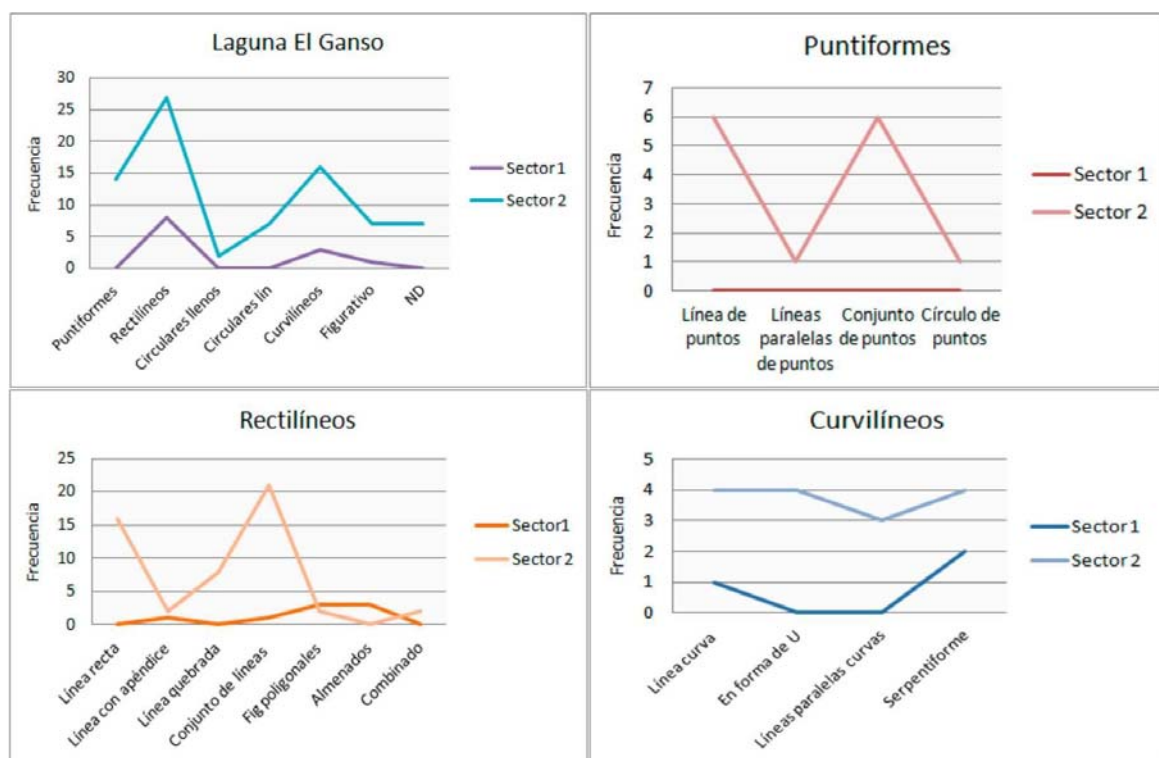 Laguna El Ganso
Frecuencia
30
25
20
15
10
5
0
Puntiformes
Rectilíneos
Circulares llenos
Circulares lin
Curvilíneos
Figurativo
ND
Sector 1
Sector 2
Puntiformes
Frecuencia
7
6
5
4
3
2
1
0
Línea de
puntos
Líneas
paralelas
de puntos
Conjunto
de puntos
Círculo de
puntos
Sector 1
Sector 2
Rectilíneos
Frecuencia
25
20
15
10
5
0
Línea recta
Línea con apéndice
Línea quebrada
Conjunto de líneas
Fig poligonales
Almenados
Combinado
Sector1
Sector 2
Curvilíneos
Frecuencia
5
4
3
2
1
0
Línea curva
En forma de U
Líneas paralelas curvas
Serpentiforme
Sector 1
Sector 2